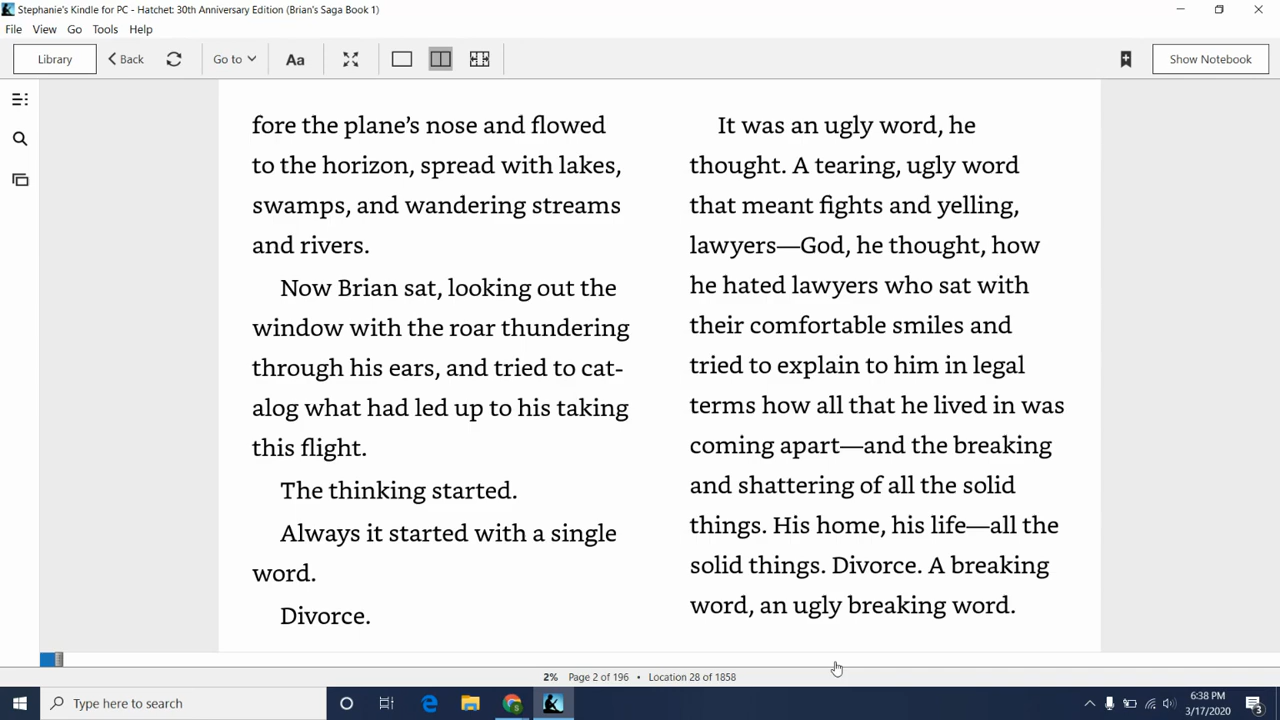 Stephanie's Kindle for PC - Hatchet: 30th Anniversary Edition (Brian's Saga Book 1)
File View Go Tools Help
Library Back Go to Aa Show Notebook
fore the plane’s nose and flowed
to the horizon, spread with lakes,
swamps, and wandering streams
and rivers.
Now Brian sat, looking out the
window with the roar thundering
through his ears, and tried to cat-
alog what had led up to his taking
this flight.
The thinking started.
Always it started with a single
word.
Divorce.
It was an ugly word, he
thought. A tearing, ugly word
that meant fights and yelling,
lawyers—God, he thought, how
he hated lawyers who sat with
their comfortable smiles and
tried to explain to him in legal
terms how all that he lived in was
coming apart—and the breaking
and shattering of all the solid
things. His home, his life—all the
solid things. Divorce. A breaking
word, an ugly breaking word.
2% Page 2 of 196 • Location 28 of 1858
Type here to search
6:38 PM
3/17/2020
3